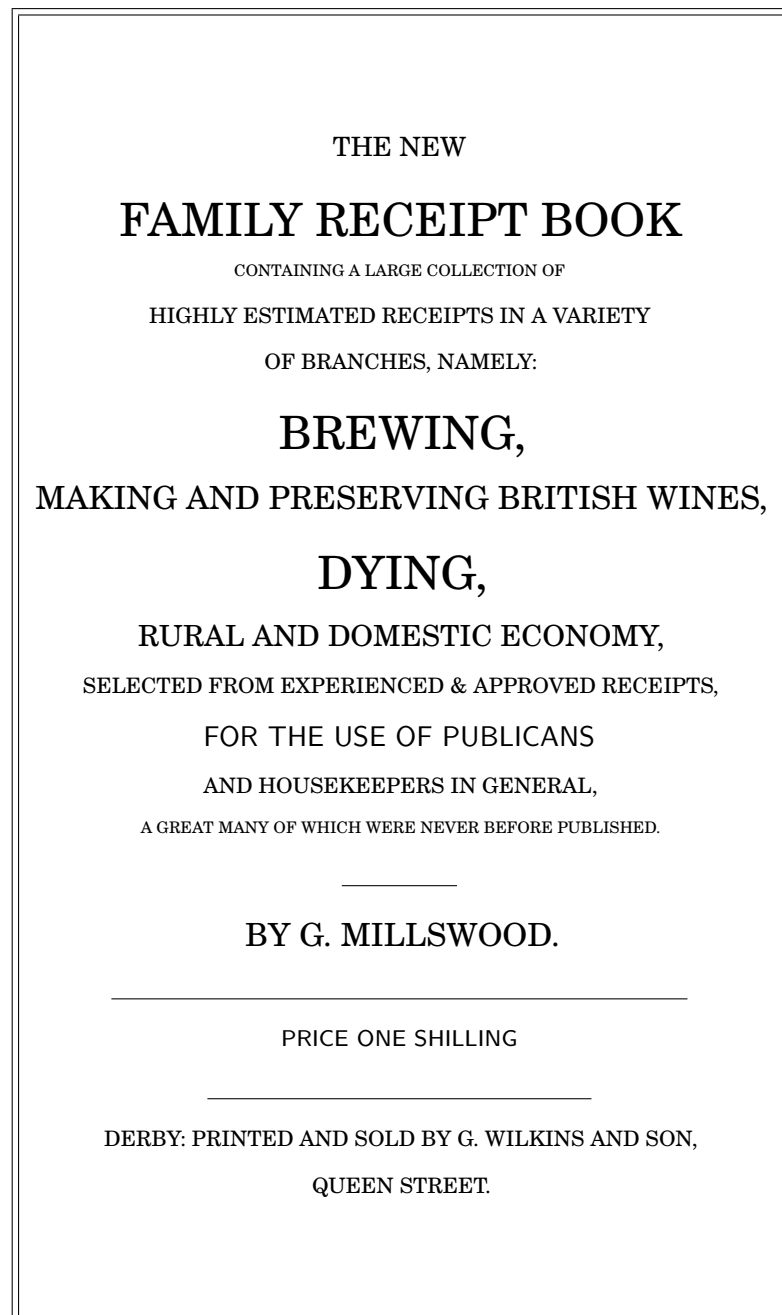 THE NEW
FAMILY RECEIPT BOOK
CONTAINING A LARGE COLLECTION OF
HIGHLY ESTIMATED RECEIPTS IN A VARIETY
OF BRANCHES, NAMELY:
BREWING,
MAKING AND PRESERVING BRITISH WINES,
DYING,
RURAL AND DOMESTIC ECONOMY,
SELECTED FROM EXPERIENCED & APPROVED RECEIPTS,
FOR THE USE OF PUBLICANS
AND HOUSEKEEPERS IN GENERAL,
A GREAT MANY OF WHICH WERE NEVER BEFORE PUBLISHED.
BY G. MILLSWOOD.
PRICE ONE SHILLING
DERBY: PRINTED AND SOLD BY G. WILKINS AND SON,
QUEEN STREET.